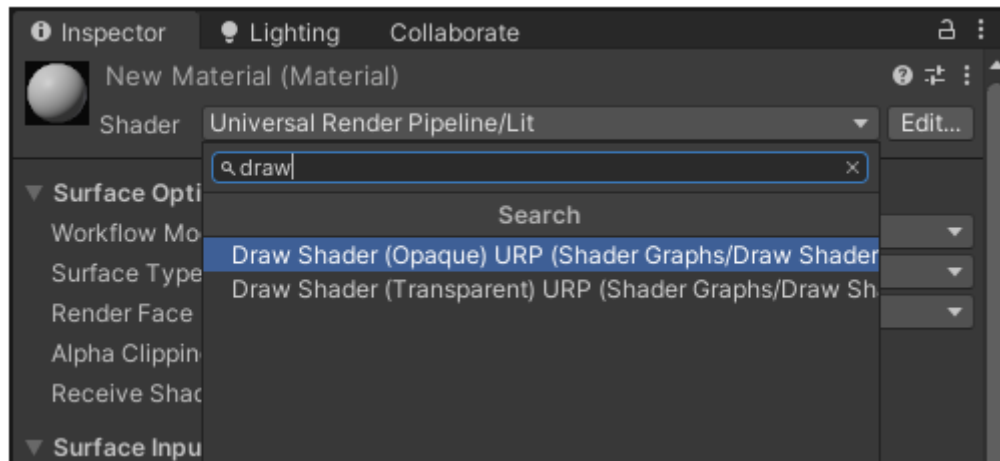 Inspector Lighting Collaborate
New Material (Material)
Shader Universal Render Pipeline/Lit Edit...
draw
Surface Opti
Search
Workflow Mo
Draw Shader (Opaque) URP (Shader Graphs/Draw Shader
Surface Type
Draw Shader (Transparent) URP (Shader Graphs/Draw Sh
Render Face
Alpha Clippin
Receive Shad
Surface Inpu